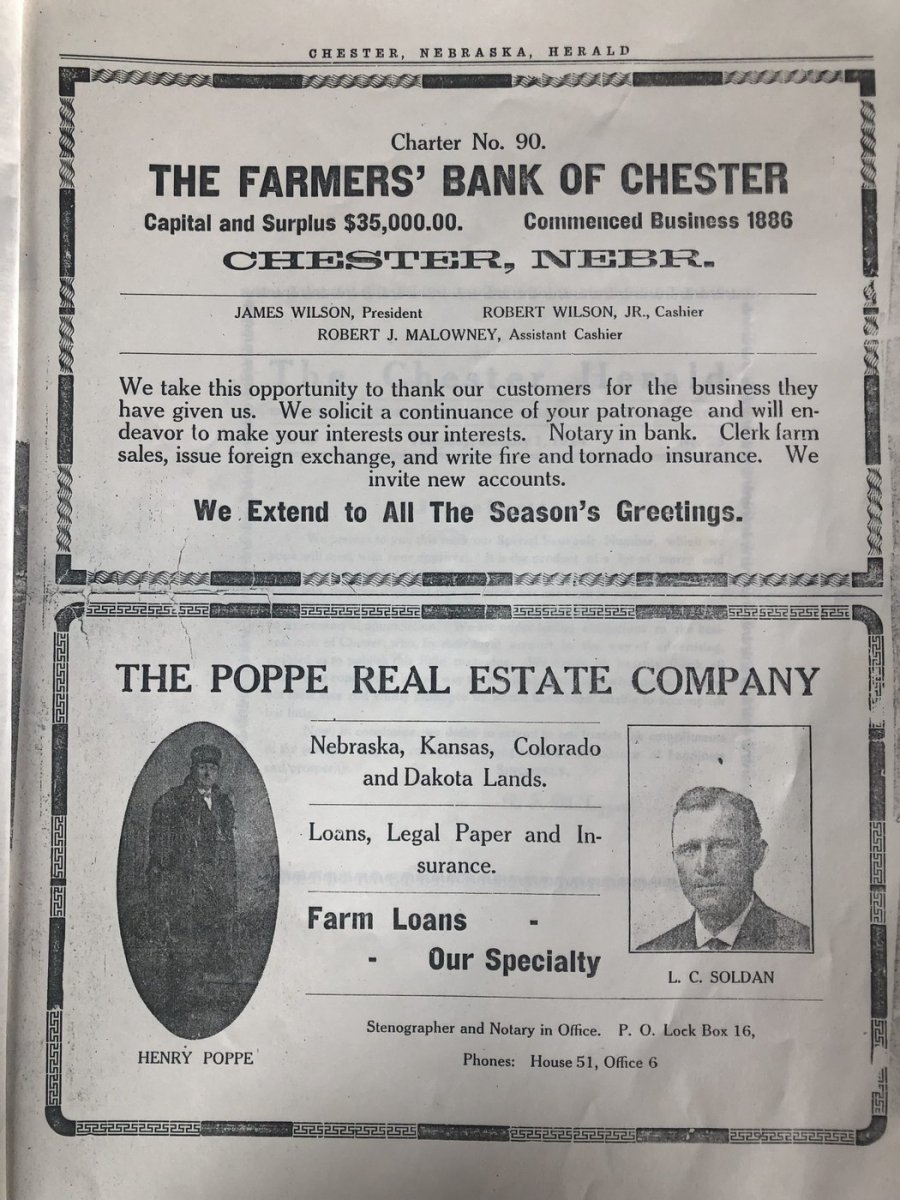 CHESTER, NEBRASKA, HERALD
Charter No. 90.
THE FARMERS' BANK OF CHESTER
Capital and Surplus $35,000.00. Commenced Business 1886
CHESTER, NEBR.
JAMES WILSON, President ROBERT WILSON, JR., Cashier
ROBERT J. MALOWNEY, Assistant Cashier
We take this opportunity to thank our customers for the business they
have given us. We solicit a continuance of your patronage and will en-
deavor to make your interests our interests. Notary in bank. Clerk farm
sales, issue foreign exchange, and write fire and tornado insurance. We
invite new accounts.
We Extend to All The Season's Greetings.
THE POPPE REAL ESTATE COMPANY
Nebraska, Kansas, Colorado
and Dakota Lands.
Loans, Legal Paper and In-
surance.
Farm Loans -
- Our Specialty
L. C. SOLDAN
HENRY POPPE
Stenographer and Notary in Office. P. O. Lock Box 16,
Phones: House 51, Office 6